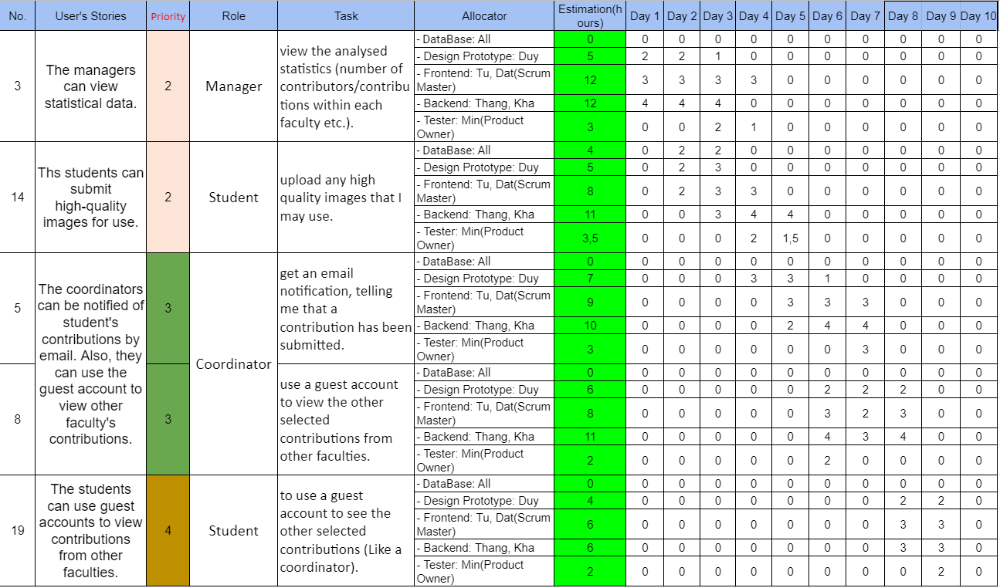 No. User's Stories Priority Role Task Allocator Estimation(h
ours) Day 1 Day 2 Day 3 Day 4 Day 5 Day 6 Day 7 Day 8 Day 9 Day 10
3
The managers
can view
statistical data.
2
Manager
view the analysed
statistics (number of
contributors/contribu
tions within each
faculty etc.).
- DataBase: All 0 0 0 0 0 0 0 0 0 0 0
- Design Prototype: Duy 5 2 2 1 0 0 0 0 0 0 0
- Frontend: Tu, Dat(Scrum
Master) 12 3 3 3 3 0 0 0 0 0 0
- Backend: Thang, Kha 12 4 4 4 0 0 0 0 0 0 0
- Tester: Min(Product
Owner) 3 0 0 2 1 0 0 0 0 0 0
14
Ths students can
submit
high-quality
images for use.
2
Student
upload any high
quality images that I
may use.
- DataBase: All 4 0 2 2 0 0 0 0 0 0 0
- Design Prototype: Duy 5 0 2 3 0 0 0 0 0 0 0
- Frontend: Tu, Dat(Scrum
Master) 8 0 2 3 3 0 0 0 0 0 0
- Backend: Thang, Kha 11 0 0 3 4 4 0 0 0 0 0
- Tester: Min(Product
Owner) 3,5 0 0 0 2 1,5 0 0 0 0 0
5
The coordinators
can be notified of
student's
contributions by
email. Also, they
can use the
guest account to
view other
faculty's
contributions.
3
Coordinator
get an email
notification, telling
me that a
contribution has been
submitted.
- DataBase: All 0 0 0 0 0 0 0 0 0 0 0
- Design Prototype: Duy 7 0 0 0 3 3 1 0 0 0 0
- Frontend: Tu, Dat(Scrum
Master) 9 0 0 0 0 3 3 3 0 0 0
- Backend: Thang, Kha 10 0 0 0 0 2 4 4 0 0 0
- Tester: Min(Product
Owner) 3 0 0 0 0 0 0 3 0 0 0
8
3
use a guest account
to view the other
selected
contributions from
other faculties.
- DataBase: All 0 0 0 0 0 0 0 0 0 0 0
- Design Prototype: Duy 6 0 0 0 0 0 2 2 2 0 0
- Frontend: Tu, Dat(Scrum
Master) 8 0 0 0 0 0 3 2 3 0 0
- Backend: Thang, Kha 11 0 0 0 0 0 4 3 4 0 0
- Tester: Min(Product
Owner) 2 0 0 0 0 0 2 0 0 0 0
19
The students
can use guest
accounts to view
contributions
from other
faculties.
4
Student
to use a guest
account to see the
other selected
contributions (Like a
coordinator).
- DataBase: All 0 0 0 0 0 0 0 0 0 0 0
- Design Prototype: Duy 4 0 0 0 0 0 0 0 2 2 0
- Frontend: Tu, Dat(Scrum
Master) 6 0 0 0 0 0 0 0 3 3 0
- Backend: Thang, Kha 6 0 0 0 0 0 0 0 3 3 0
- Tester: Min(Product
Owner) 2 0 0 0 0 0 0 0 0 2 0